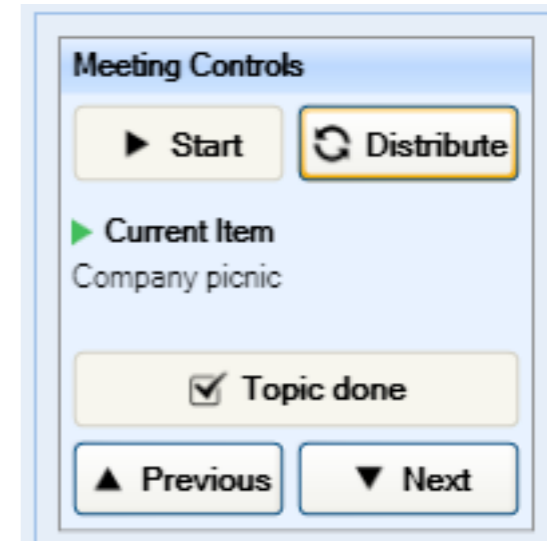 Meeting Controls
Start Distribute
Current Item
Company picnic
Topic done
Previous Next